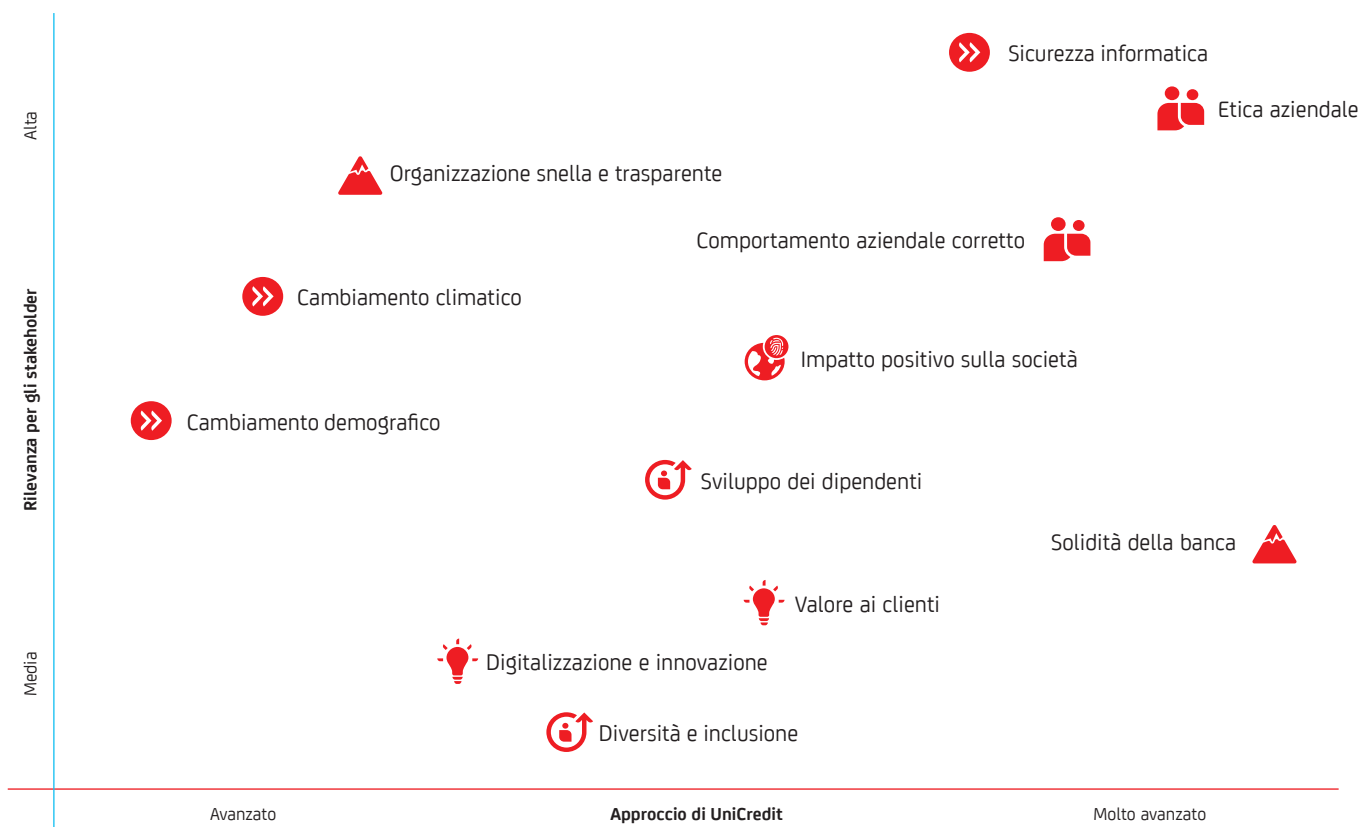 Sicurezza informatica
Alta
Etica aziendale
Organizzazione snella e trasparente
Comportamento aziendale corretto
Rilevanza per gli stakeholder
Cambiamento climatico
Impatto positivo sulla società
Cambiamento demografico
Sviluppo dei dipendenti
Solidità della banca
Valore ai clienti
Media
Digitalizzazione e innovazione
Diversità e inclusione
Avanzato
Approccio di UniCredit
Molto avanzato